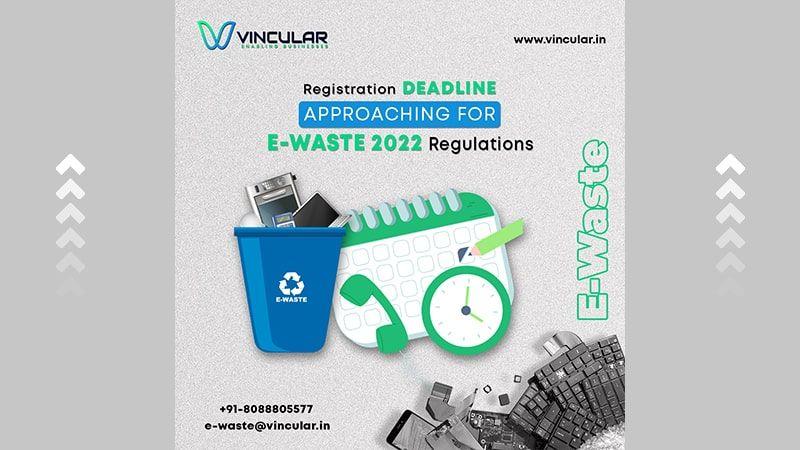 VINCULAR
ENABLING BUSINESSES
www.vincular.in
Registration DEADLINE
APPROACHING FOR
E-WASTE 2022 Regulations
E-Waste
E-WASTE
+91-8088805577
e-waste@vincular.in